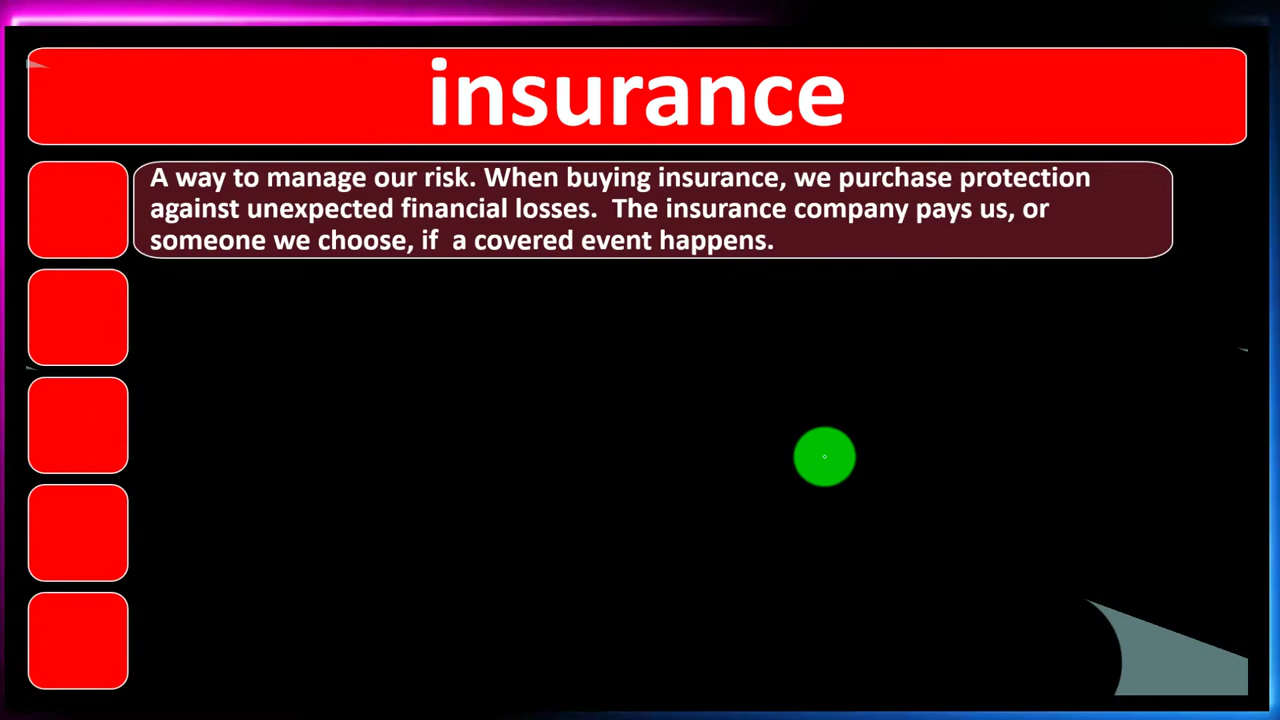 insurance
A way to manage our risk. When buying insurance, we purchase protection
against unexpected financial losses.  The insurance company pays us, or
someone we choose, if  a covered event happens.